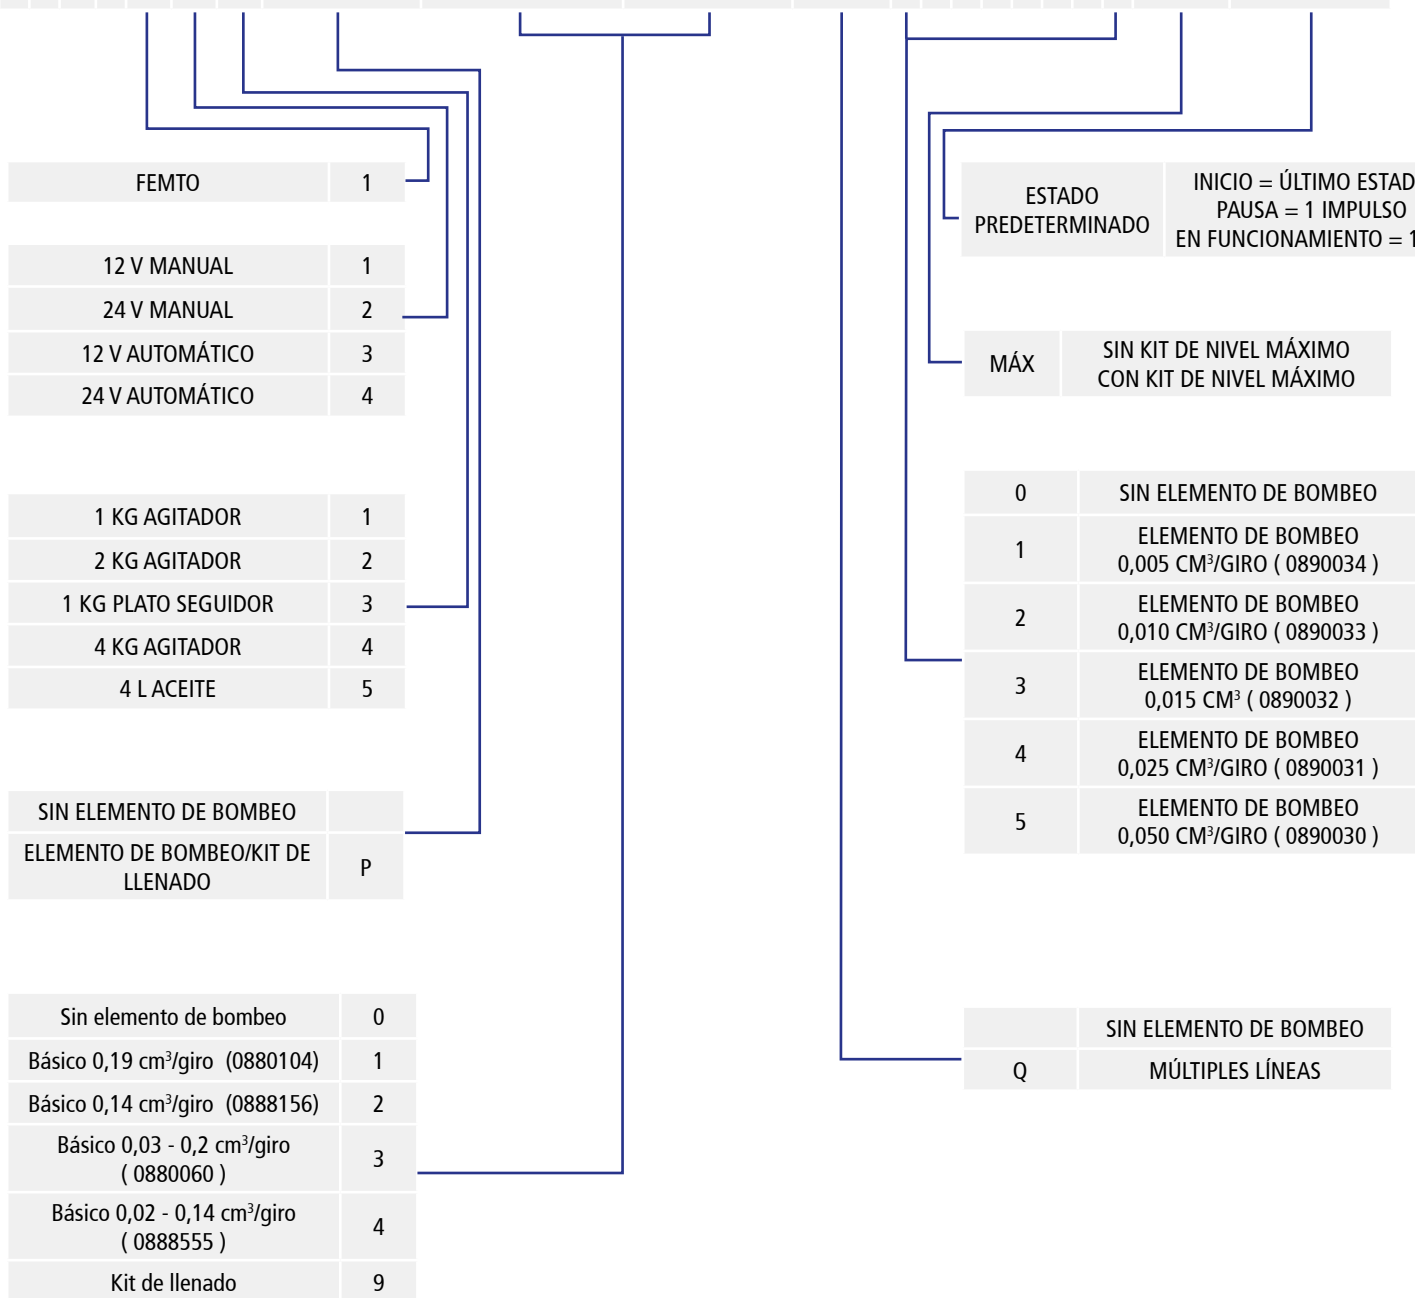 FEMTO 1
12 V MANUAL 1
24 V MANUAL 2
12 V AUTOMÁTICO 3
24 V AUTOMÁTICO 4
1 KG AGITADOR 1
2 KG AGITADOR 2
1 KG PLATO SEGUIDOR 3
4 KG AGITADOR 4
4 L ACEITE 5
SIN ELEMENTO DE BOMBEO
ELEMENTO DE BOMBEO/KIT DE
LLENADO P
Sin elemento de bombeo 0
Básico 0,19 cm³/giro (0880104) 1
Básico 0,14 cm³/giro (0888156) 2
Básico 0,03 - 0,2 cm³/giro
( 0880060 ) 3
Básico 0,02 - 0,14 cm³/giro
( 0888555 ) 4
Kit de llenado 9
ESTADO
PREDETERMINADO
INICIO = ÚLTIMO ESTAD
PAUSA = 1 IMPULSO
EN FUNCIONAMIENTO = 1
MÁX
SIN KIT DE NIVEL MÁXIMO
CON KIT DE NIVEL MÁXIMO
0 SIN ELEMENTO DE BOMBEO
1 ELEMENTO DE BOMBEO
0,005 CM³/GIRO ( 0890034 )
2 ELEMENTO DE BOMBEO
0,010 CM³/GIRO ( 0890033 )
3 ELEMENTO DE BOMBEO
0,015 CM³ ( 0890032 )
4 ELEMENTO DE BOMBEO
0,025 CM³/GIRO ( 0890031 )
5 ELEMENTO DE BOMBEO
0,050 CM³/GIRO ( 0890030 )
SIN ELEMENTO DE BOMBEO
Q MÚLTIPLES LÍNEAS